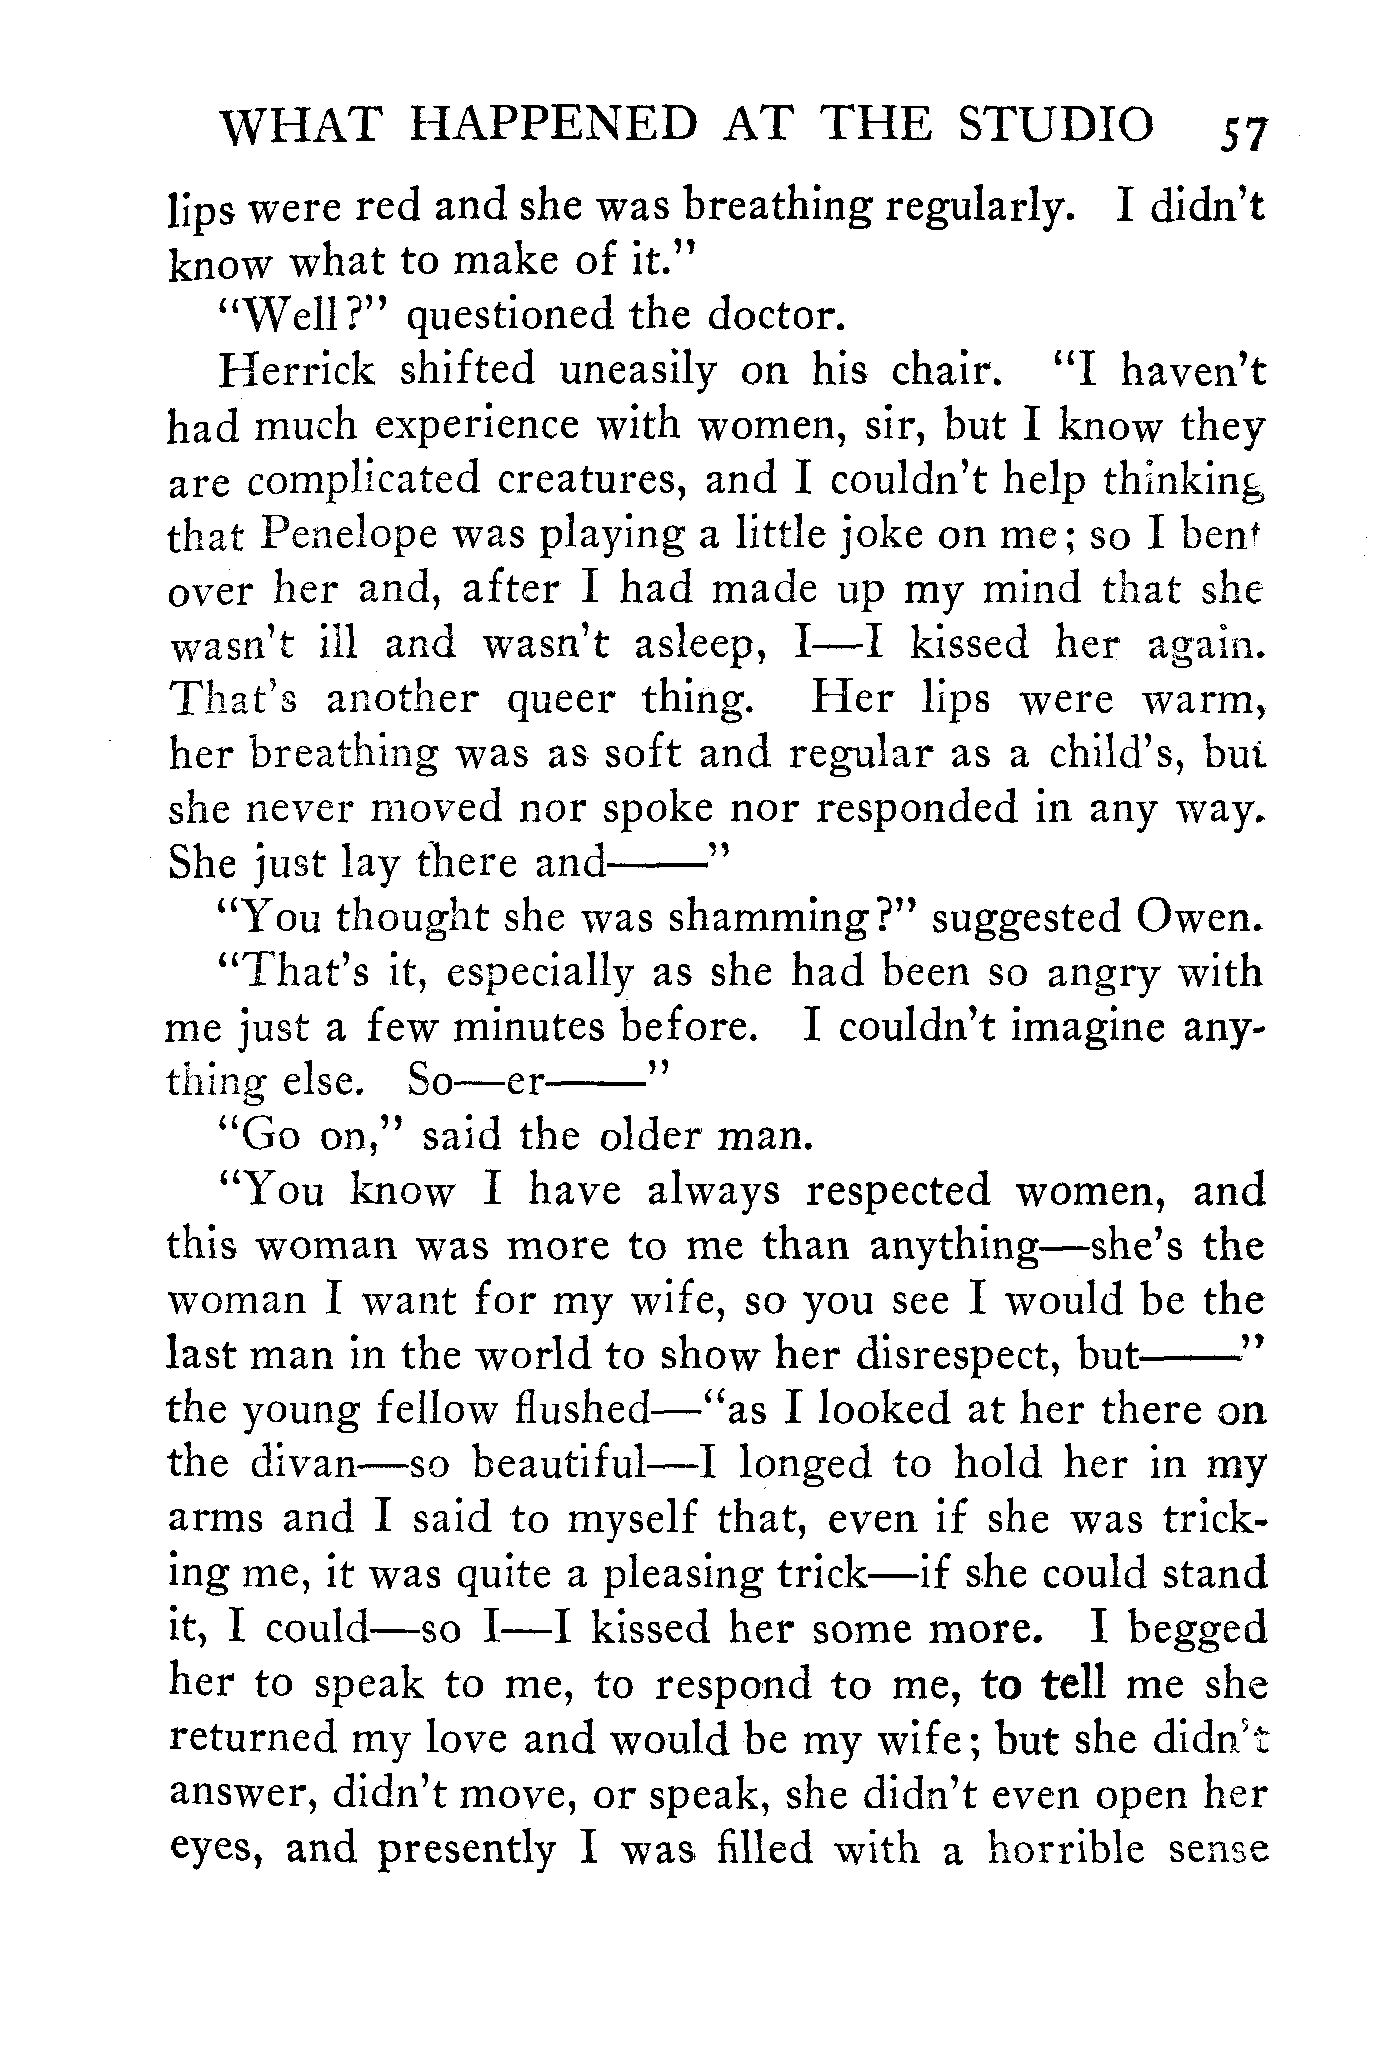 WHAT HAPPENED AT THE STUDIO 57
lips were red and she was breathing regularly. I didn't
know what to make of it."
"Well?" questioned the doctor.
Herrick shifted uneasily on his chair. "I haven't
had much experience with women, sir, but I know they
are complicated creatures, and I couldn't help thinking
that Penelope was playing a little joke on me; so I bent
over her and, after I had made up my mind that she
wasn't ill and wasn't asleep, I—I kissed her again.
That's another queer thing. Her lips were warm,
her breathing was as soft and regular as a child's, but
she never moved nor spoke nor responded in any way.
She just lay there and——"
"You thought she was shamming?" suggested Owen.
"That's it, especially as she had been so angry with
me just a few minutes before. I couldn't imagine any-
thing else. So—er——"
"Go on," said the older man.
"You know I have always respected women, and
this woman was more to me than anything—she's the
woman I want for my wife, so you see I would be the
last man in the world to show her disrespect, but——"
the young fellow flushed—"as I looked at her there on
the divan—so beautiful—I longed to hold her in my
arms and I said to myself that, even if she was trick-
ing me, it was quite a pleasing trick—if she could stand
it, I could—so I—I kissed her some more. I begged
her to speak to me, to respond to me, to tell me she
returned my love and would be my wife; but she didn't
answer, didn't move, or speak, she didn't even open her
eyes, and presently I was filled with a horrible sense